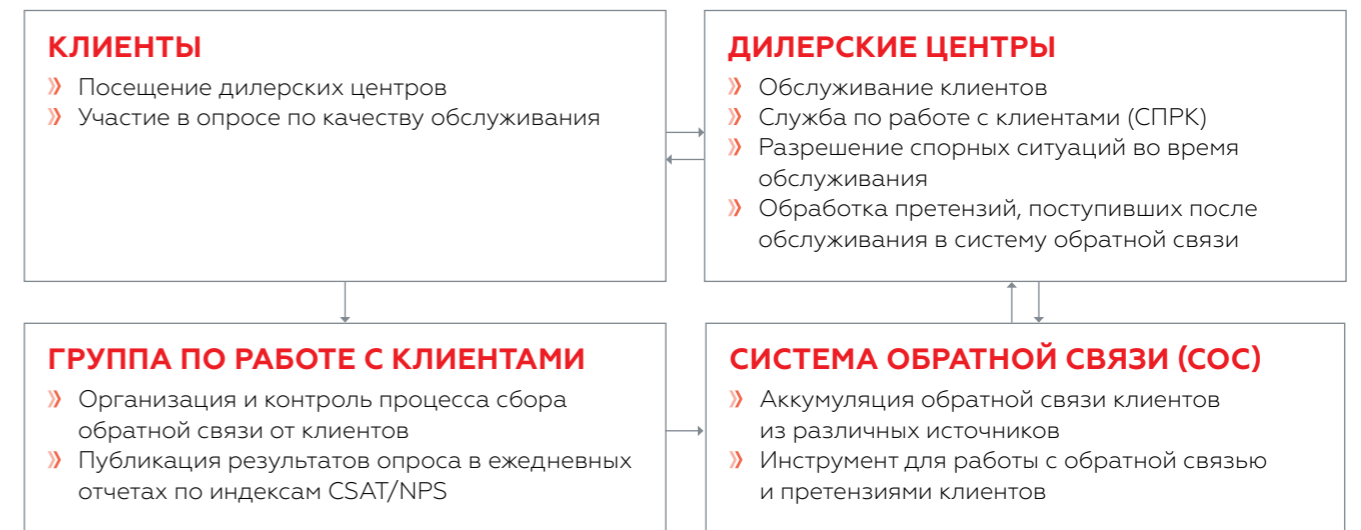 КЛИЕНТЫ
» Посещение дилерских центров
» Участие в опросе по качеству обслуживания
ДИЛЕРСКИЕ ЦЕНТРЫ
» Обслуживание клиентов
» Служба по работе с клиентами (СПРК)
» Разрешение спорных ситуаций во время
обслуживания
» Обработка претензий, поступивших после
обслуживания в систему обратной связи
ГРУППА ПО РАБОТЕ С КЛИЕНТАМИ
» Организация и контроль процесса сбора
обратной связи от клиентов
» Публикация результатов опроса в ежедневных
отчетах по индексам CSAT/NPS
СИСТЕМА ОБРАТНОЙ СВЯЗИ (СОС)
» Аккумуляция обратной связи клиентов
из различных источников
» Инструмент для работы с обратной связью
и претензиями клиентов